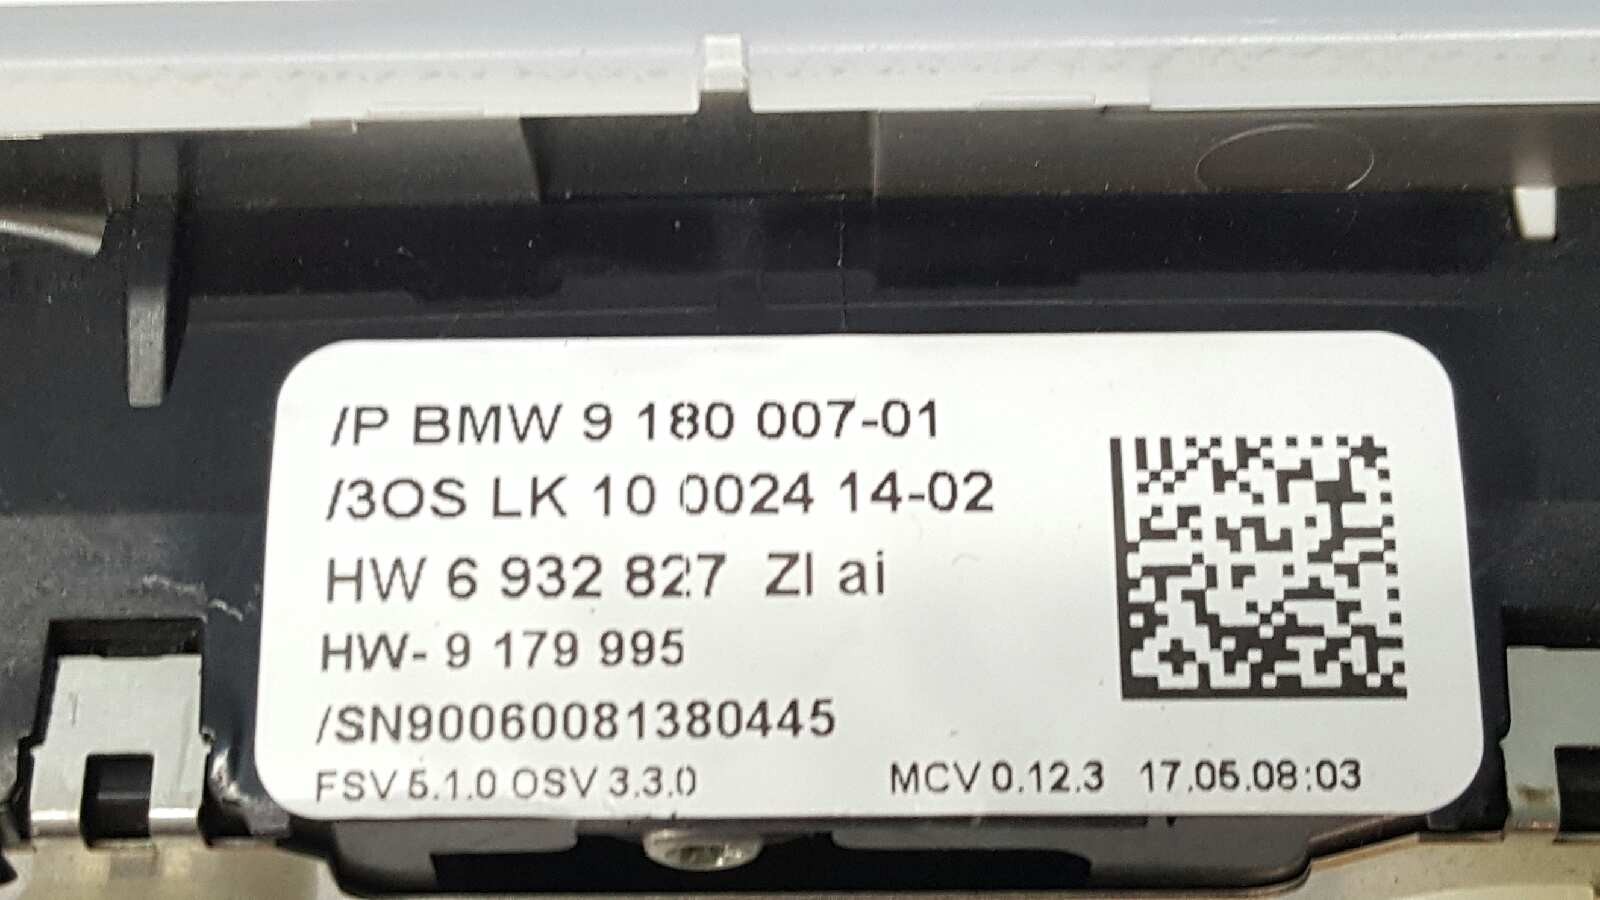 /P BMW 9 180 007-01
/3OS LK 10 0024 14-02
HW 6 932 827 ZI ai
HW- 9 179 995
/SN90060081380445
FSV 5.1.0 OSV 3.3.0 MCV 0.12.3 17.05.08:03